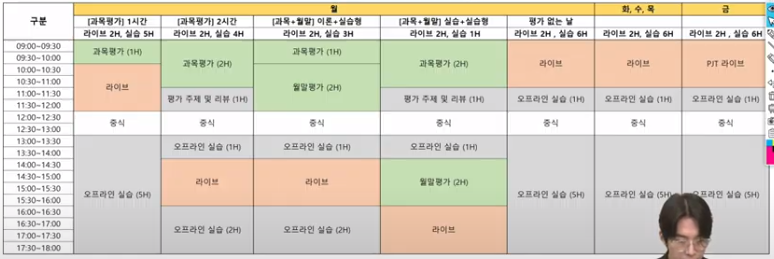 구분 월 화, 수, 목 금
[과목평가] 1시간 [과목평가] 2시간 [과목+월말] 이론+실습형 [과목+월말] 실습+실습형 평가 없는 날
라이브 2H, 실습 5H 라이브 2H, 실습 4H 라이브 2H, 실습 3H 라이브 2H, 실습 1H 라이브 2H , 실습 6H 라이브 2H, 실습 6H 라이브 2H , 실습 6H
09:00~09:30 과목평가 (1H) 과목평가 (1H)
09:30~10:00 과목평가 (2H) 과목평가 (2H) 라이브 라이브 PJT 라이브
10:00~10:30
10:30~11:00 라이브 월말평가 (2H)
11:00~11:30 평가 주제 및 리뷰 (1H) 평가 주제 및 리뷰 (1H) 오프라인 실습 (1H) 오프라인 실습 (1H) 오프라인 실습 (1H)
11:30~12:00
12:00~12:30 중식 중식 중식 중식 중식 중식 중식
12:30~13:00
13:00~13:30 오프라인 실습 (1H) 오프라인 실습 (1H) 오프라인 실습 (1H)
13:30~14:00
14:00~14:30
14:30~15:00 라이브 라이브 월말평가 (2H)
15:00~15:30 오프라인 실습 (5H) 오프라인 실습 (5H) 오프라인 실습 (5H) 오프라인 실습 (5H)
15:30~16:00
16:00~16:30
16:30~17:00 오프라인 실습 (2H) 오프라인 실습 (2H) 라이브
17:00~17:30
17:30~18:00